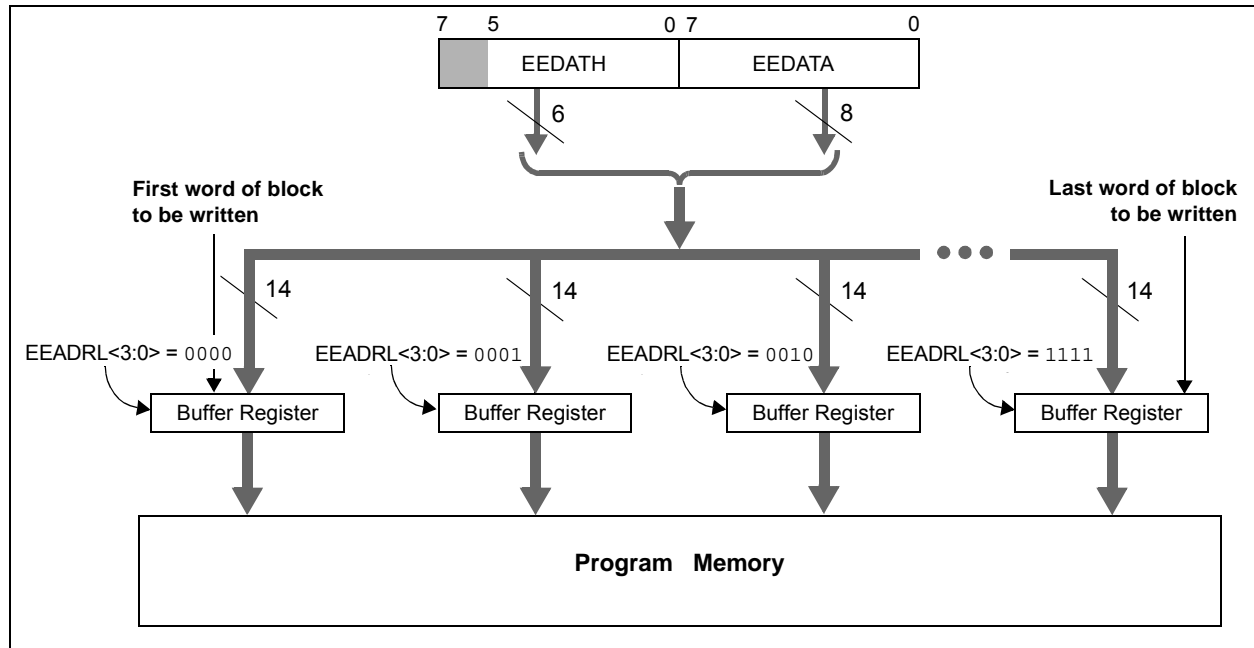 7 5 0 7 0
EEDATH EEDATA
6 8
First word of block
to be written
Last word of block
to be written
14 14 14 14
EEADRL<3:0> = 0000 EEADRL<3:0> = 0001 EEADRL<3:0> = 0010 EEADRL<3:0> = 1111
Buffer Register Buffer Register Buffer Register Buffer Register
Program Memory